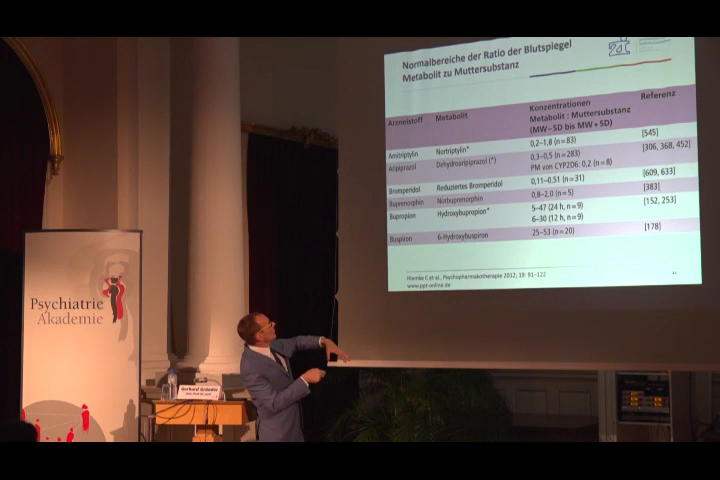 Normalbereiche der Ratio der Blutspiegel
Metabolit zu Muttersubstanz
Arzneistoff Metabolit Konzentrationen Metabolit : Muttersubstanz (MW – SD bis MW + SD) Referenz
Amitriptylin Nortriptylin* 0,2–1,8 (n = 83) [545]
Aripiprazol Dehydroaripiprazol (*) 0,3–0,5 (n = 283) [306, 368, 452]
PM von CYP2D6: 0,2 (n = 8)
Bromperidol Reduziertes Bromperidol 0,11–0,51 (n = 31) [609, 633]
Buprenorphin Norbuprenorphin 0,8–2,0 (n = 5) [383]
Bupropion Hydroxybupropion* 5–47 (24 h, n = 9) [152, 253]
6–30 (12 h, n = 9)
Buspiron 6-Hydroxybuspiron 25–53 (n = 20) [178]
Hiemke C et al., Psychopharmakotherapie 2012; 19: 91–122
www.ppt-online.de
Psychiatrie
Akademie
Gerhard Gründer